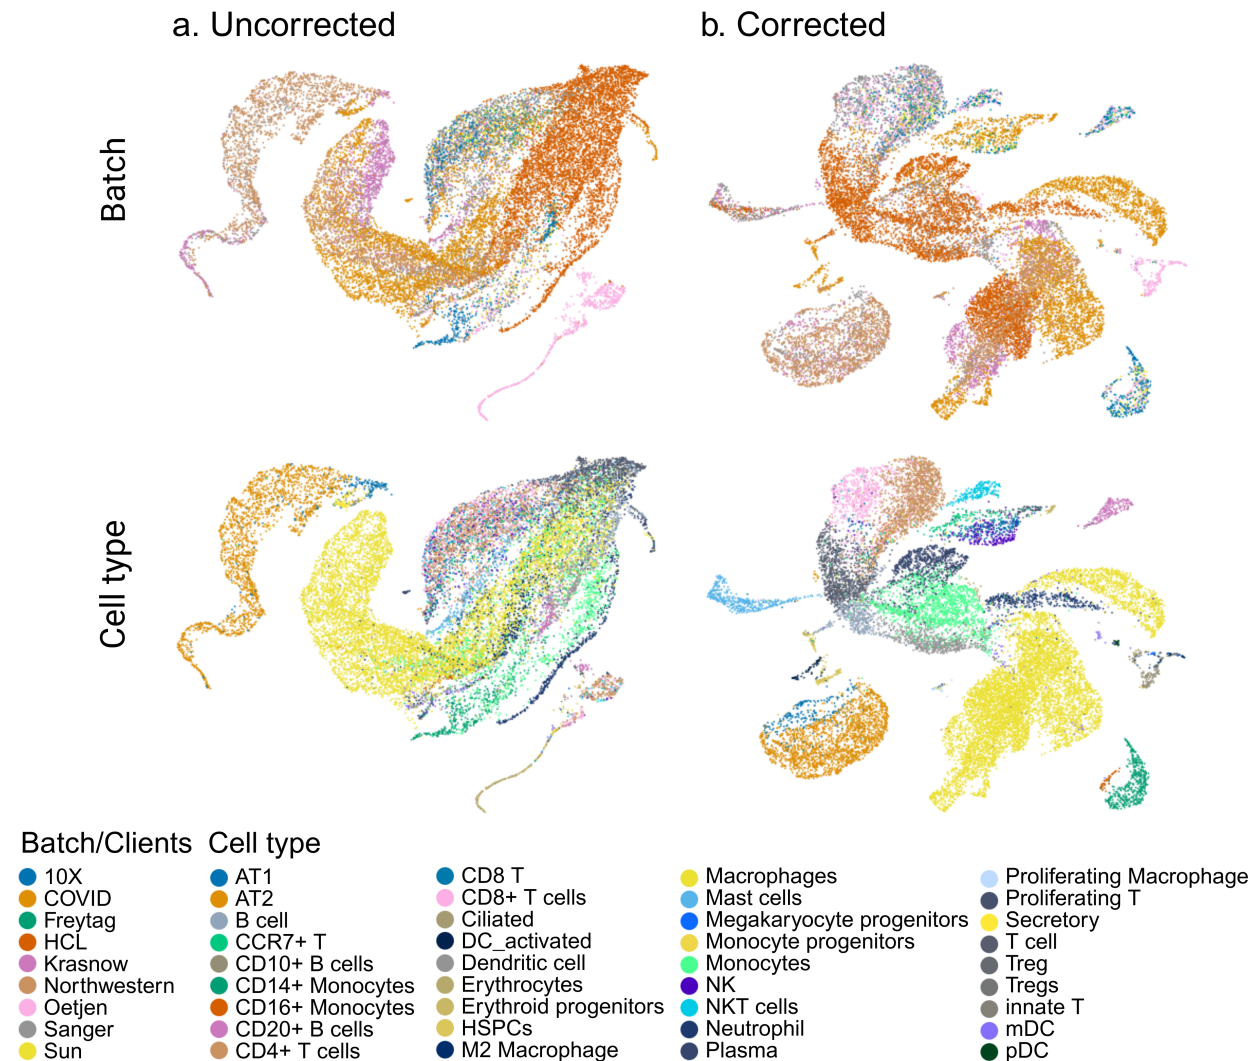 a. Uncorrected
b. Corrected
Batch
Cell type
Batch/Clients
10X
COVID
Freytag
HCL
Krasnow
Northwestern
Oetjen
Sanger
Sun
Cell type
AT1
AT2
B cell
CCR7+ T
CD10+ B cells
CD14+ Monocytes
CD16+ Monocytes
CD20+ B cells
CD4+ T cells
CD8 T
CD8+ T cells
Ciliated
DC_activated
Dendritic cell
Erythrocytes
Erythroid progenitors
HSPCs
M2 Macrophage
Macrophages
Mast cells
Megakaryocyte progenitors
Monocyte progenitors
Monocytes
NK
NKT cells
Neutrophil
Plasma
Proliferating Macrophage
Proliferating T
Secretory
T cell
Treg
Tregs
innate T
mDC
pDC